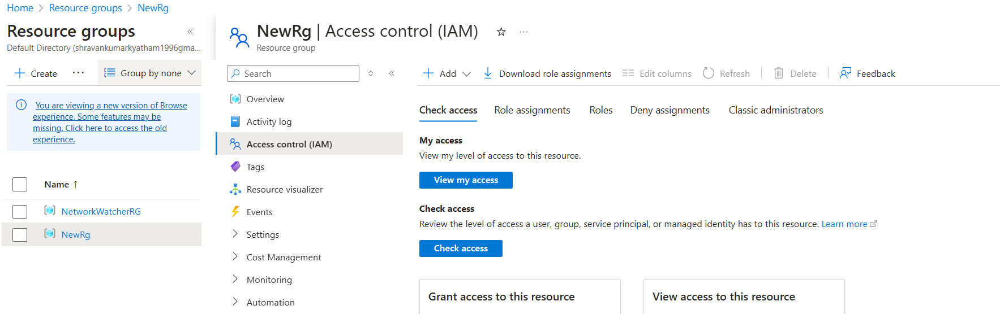 Home > Resource groups > NewRg
Resource groups «
Default Directory (shravankumarkyatham1996gma...
+ Create ··· Group by none
You are viewing a new version of Browse
experience. Some features may be
missing. Click here to access the old
experience.
Name ↑
NetworkWatcherRG
NewRg
NewRg | Access control (IAM) ☆ ···
Resource group
Search «
Overview
Activity log
Access control (IAM)
Tags
Resource visualizer
Events
Settings
Cost Management
Monitoring
Automation
+ Add Download role assignments Edit columns Refresh Delete Feedback
Check access Role assignments Roles Deny assignments Classic administrators
My access
View my level of access to this resource.
View my access
Check access
Review the level of access a user, group, service principal, or managed identity has to this resource. Learn more
Check access
Grant access to this resource
View access to this resource